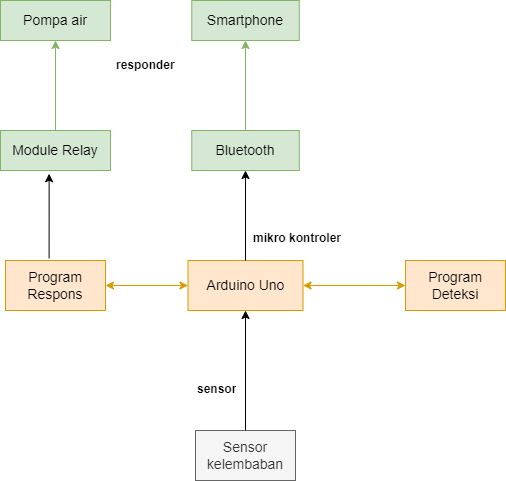 Pompa air
Smartphone
responder
Module Relay
Bluetooth
mikro kontroler
Program
Respons
Arduino Uno
Program
Deteksi
sensor
Sensor
kelembaban